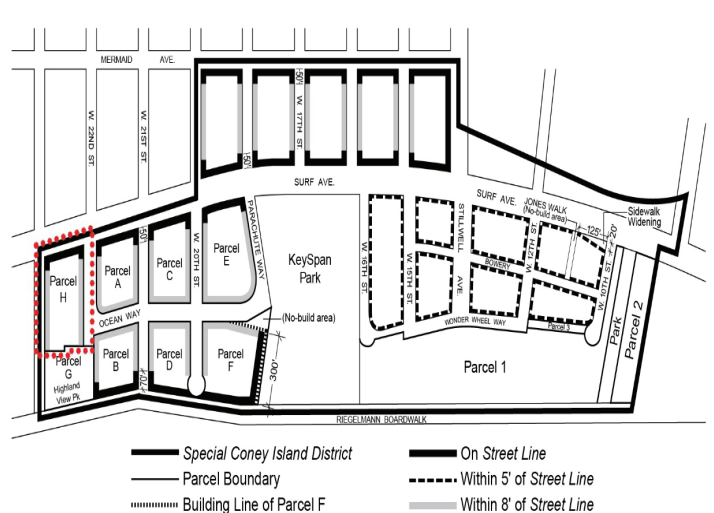 MERMAID AVE.
W. 22ND ST.
W. 21ST ST.
50'
W. 17TH ST.
50'
SURF AVE.
SURF AVE.
JONES WALK
(No-build area)
Sidewalk
Widening
125'
20'
Parcel
H
Parcel
A
50'
Parcel
C
W. 20TH ST.
Parcel
E
PARACHUTE WAY
KeySpan
Park
W. 16TH ST.
W. 15TH ST.
STILLWELL AVE.
BOWERY
W. 12TH ST.
W. 10TH ST.
OCEAN WAY
(No-build area)
WONDER WHEEL WAY
Parcel 3
Park
Parcel 2
Parcel
G
Highland
View Pk
Parcel
B
70'
Parcel
D
Parcel
F
300'
Parcel 1
RIEGELMANN BOARDWALK
Special Coney Island District
Parcel Boundary
Building Line of Parcel F
On Street Line
Within 5' of Street Line
Within 8' of Street Line